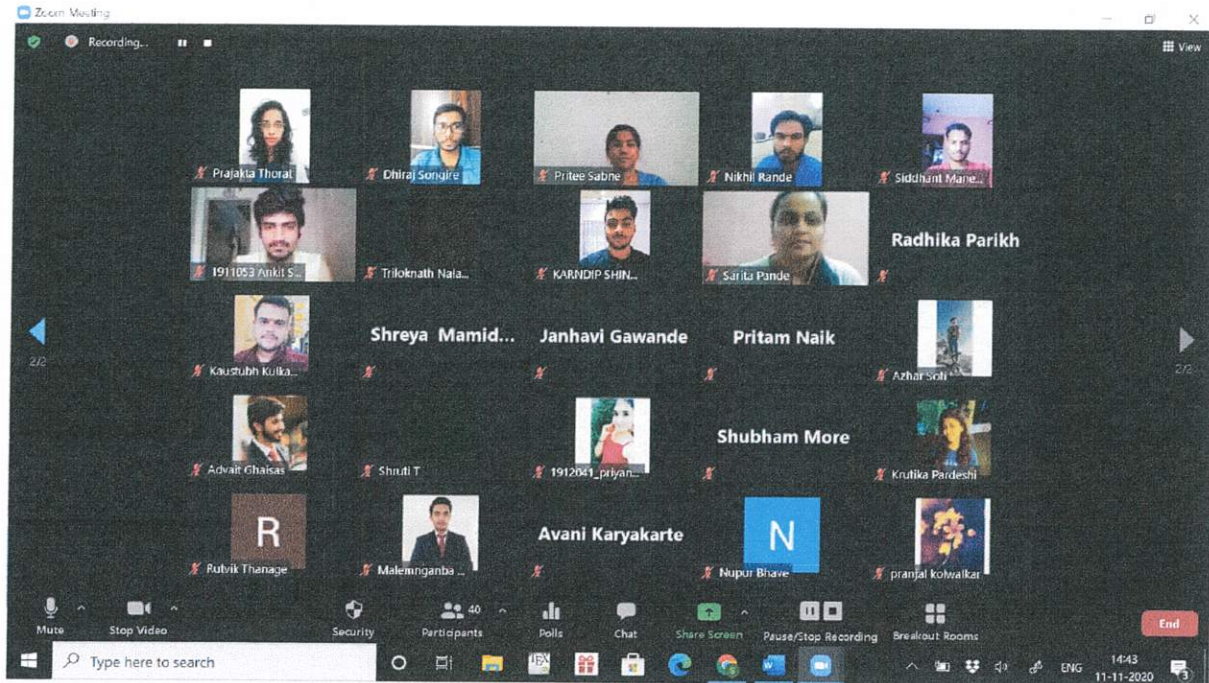 Zoom Meeting
Recording...
View
Prajakta Thorat
Dhiraj Songire
Pritee Sabne
Nikhil Rande
Siddhant Mane...
1911053 Ankit S...
Triloknath Nala...
KARNDIP SHIN...
Sarita Pande
Radhika Parikh
Kaustubh Kulka...
Shreya Mamid...
Janhavi Gawande
Pritam Naik
Azhar Sofi
2/2
2/2
Advait Ghaisas
Shruti T
1912041_priyan...
Shubham More
Krutika Pardeshi
R
Rutvik Thanage
Malemnganba ...
Avani Karyakarte
N
Nupur Bhave
pranjal kolwalkar
Mute
Stop Video
Security
Participants
40
Polls
Chat
Share Screen
Pause/Stop Recording
Breakout Rooms
End
Type here to search
ENG
14:43
11-11-2020
3